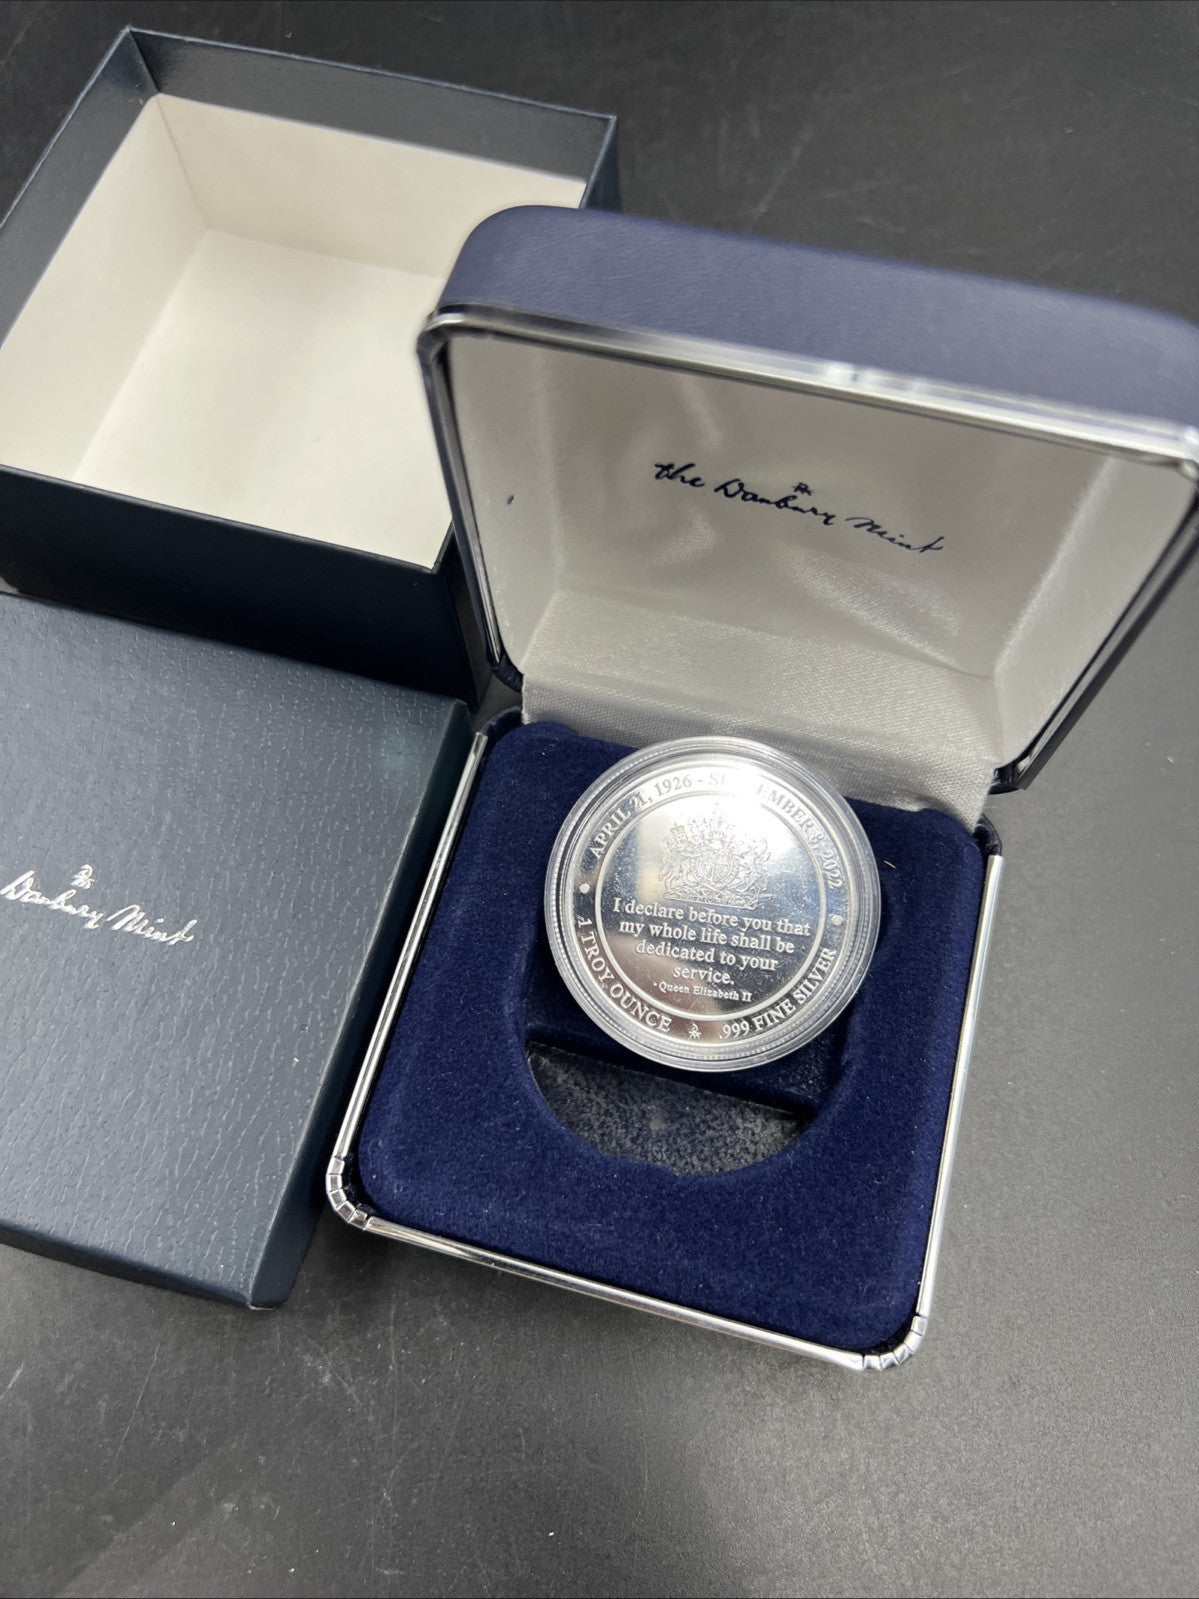 the Danbury Mint
Danbury Mint
APRIL 21, 1926 - SEPTEMBER 8, 2022
I declare before you that
my whole life shall be
dedicated to your
service.
- Queen Elizabeth II
1 TROY OUNCE
.999 FINE SILVER